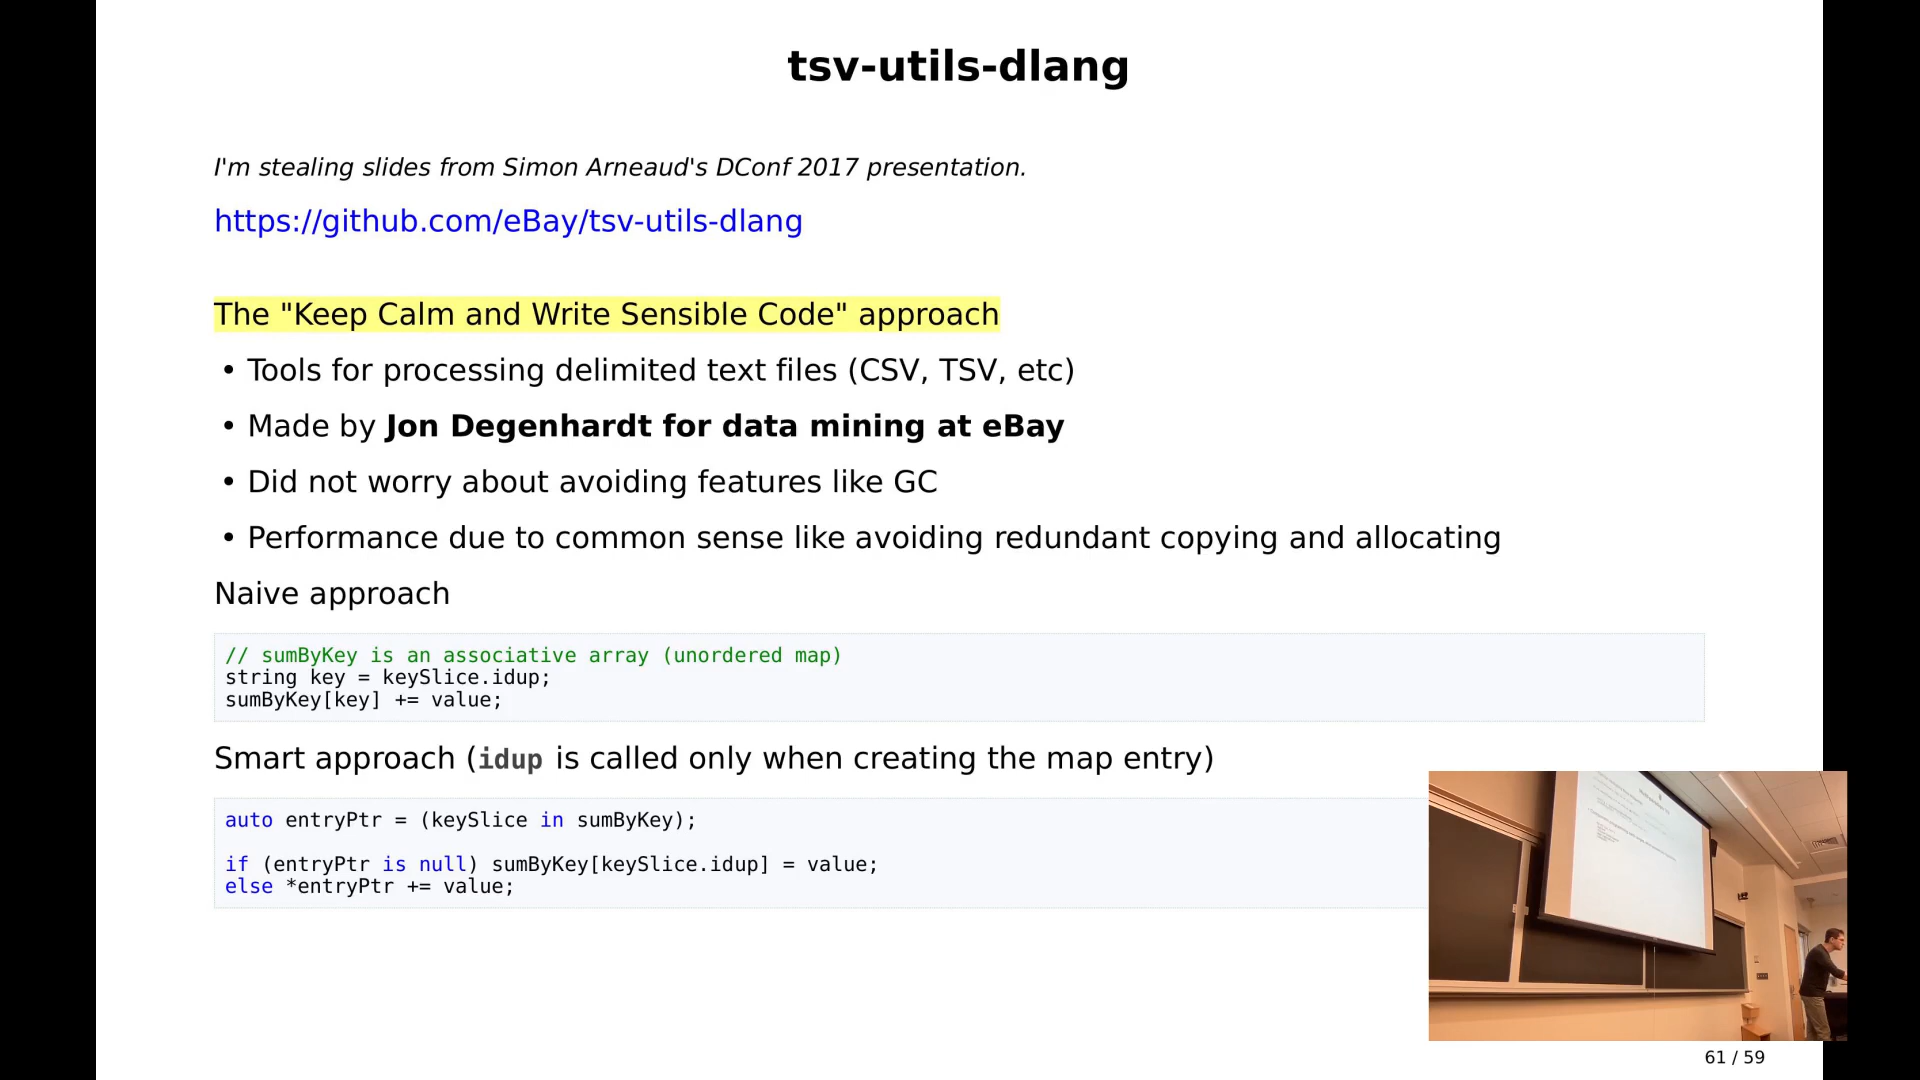 tsv-utils-dlang
I'm stealing slides from Simon Arneaud's DConf 2017 presentation.
https://github.com/eBay/tsv-utils-dlang
The "Keep Calm and Write Sensible Code" approach
• Tools for processing delimited text files (CSV, TSV, etc)
• Made by Jon Degenhardt for data mining at eBay
• Did not worry about avoiding features like GC
• Performance due to common sense like avoiding redundant copying and allocating
Naive approach
// sumByKey is an associative array (unordered map)
string key = keySlice.idup;
sumByKey[key] += value;
Smart approach (idup is called only when creating the map entry)
auto entryPtr = (keySlice in sumByKey);
if (entryPtr is null) sumByKey[keySlice.idup] = value;
else *entryPtr += value;
61 / 59